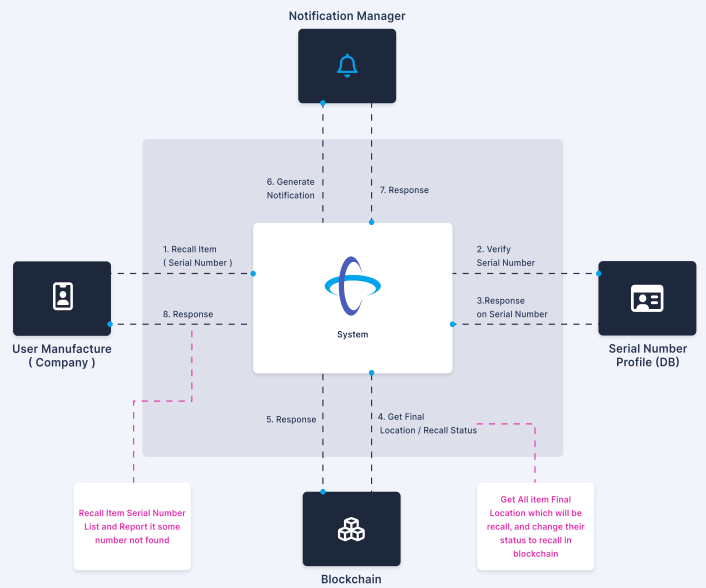 Notification Manager
6. Generate
Notification
7. Response
1. Recall Item
( Serial Number )
2. Verify
Serial Number
8. Response
3.Response
on Serial Number
System
User Manufacture
( Company )
Serial Number
Profile (DB)
5. Response
4. Get Final
Location / Recall Status
Recall Item Serial Number
List and Report it some
number not found
Get All item Final
Location which will be
recall, and change their
status to recall in
blockchain
Blockchain